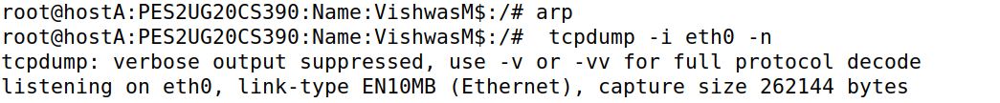 root@hostA:PES2UG20CS390:Name:VishwasM$:/# arp
root@hostA:PES2UG20CS390:Name:VishwasM$:/#  tcpdump -i eth0 -n
tcpdump: verbose output suppressed, use -v or -vv for full protocol decode
listening on eth0, link-type EN10MB (Ethernet), capture size 262144 bytes